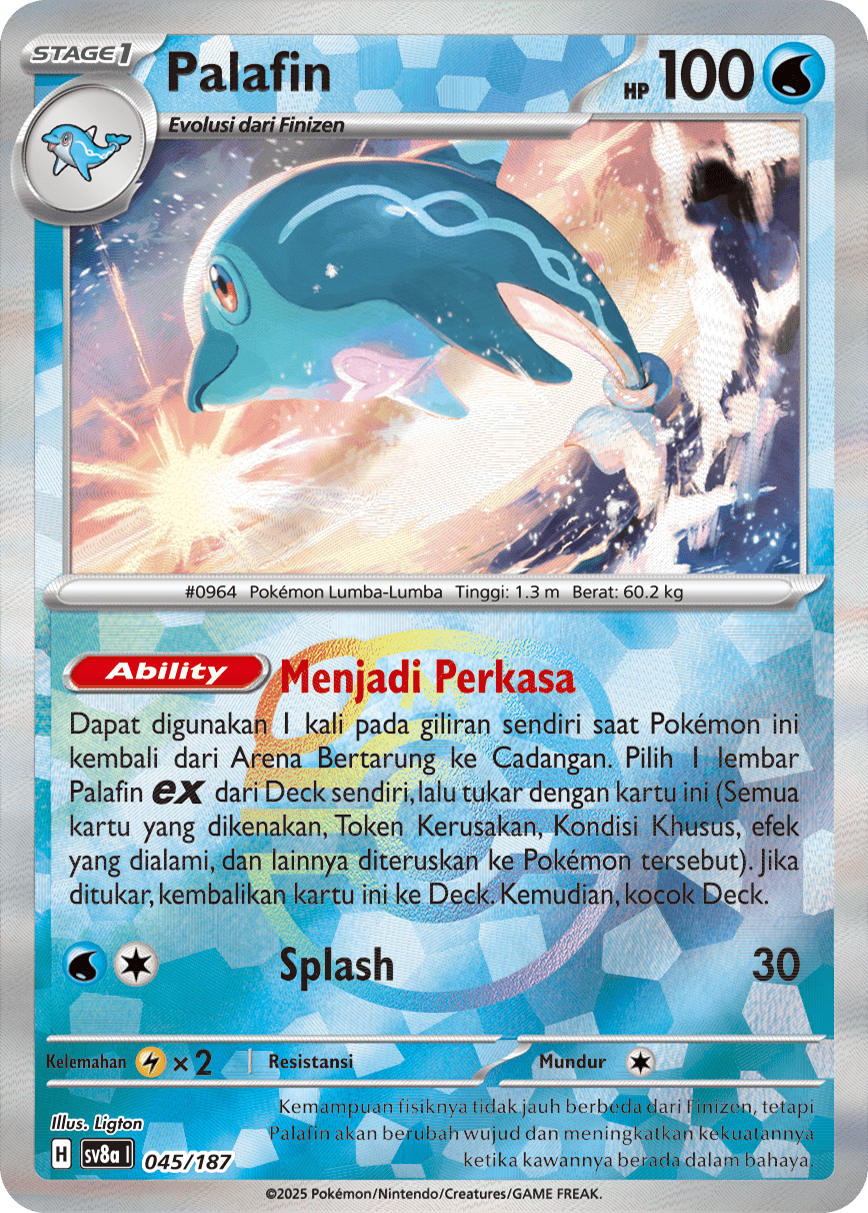 STAGE1
Palafin
HP 100
Evolusi dari Finizen
#0964 Pokémon Lumba-Lumba Tinggi: 1.3 m Berat: 60.2 kg
Ability Menjadi Perkasa
Dapat digunakan 1 kali pada giliran sendiri saat Pokémon ini
kembali dari Arena Bertarung ke Cadangan. Pilih 1 lembar
Palafin ex dari Deck sendiri, lalu tukar dengan kartu ini (Semua
kartu yang dikenakan, Token Kerusakan, Kondisi Khusus, efek
yang dialami, dan lainnya diteruskan ke Pokémon tersebut). Jika
ditukar, kembalikan kartu ini ke Deck. Kemudian, kocok Deck.
Splash 30
Kelemahan ×2 Resistansi Mundur
Kemampuan fisiknya tidak jauh berbeda dari Finizen, tetapi
Palafin akan berubah wujud dan meningkatkan kekuatannya
ketika kawannya berada dalam bahaya.
Illus. Ligton
H sv8a I 045/187
©2025 Pokémon/Nintendo/Creatures/GAME FREAK.